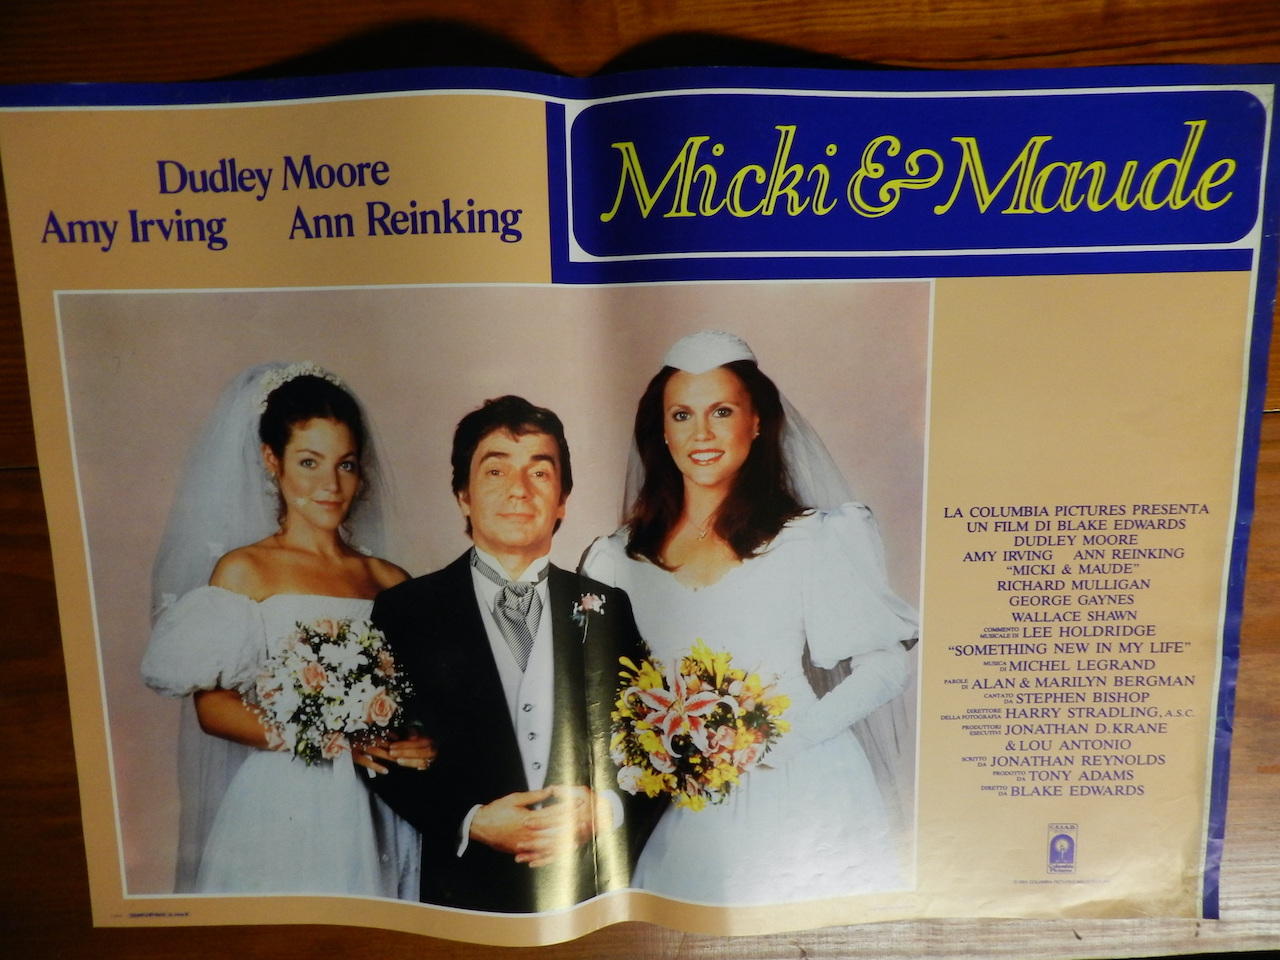 Dudley Moore
Amy Irving Ann Reinking
Micki & Maude
LA COLUMBIA PICTURES PRESENTA
UN FILM DI BLAKE EDWARDS
DUDLEY MOORE
AMY IRVING ANN REINKING
"MICKI & MAUDE"
RICHARD MULLIGAN
GEORGE GAYNES
WALLACE SHAWN
COMMENTO MUSICALE DI LEE HOLDRIDGE
"SOMETHING NEW IN MY LIFE"
MUSICA DI MICHEL LEGRAND
PAROLE DI ALAN & MARILYN BERGMAN
CANTATO DA STEPHEN BISHOP
DIRETTORE DELLA FOTOGRAFIA HARRY STRADLING, A.S.C.
PRODUTTORI ESECUTIVI JONATHAN D. KRANE
& LOU ANTONIO
SCRITTO DA JONATHAN REYNOLDS
PRODOTTO DA TONY ADAMS
DIRETTO DA BLAKE EDWARDS
Columbia
Pictures